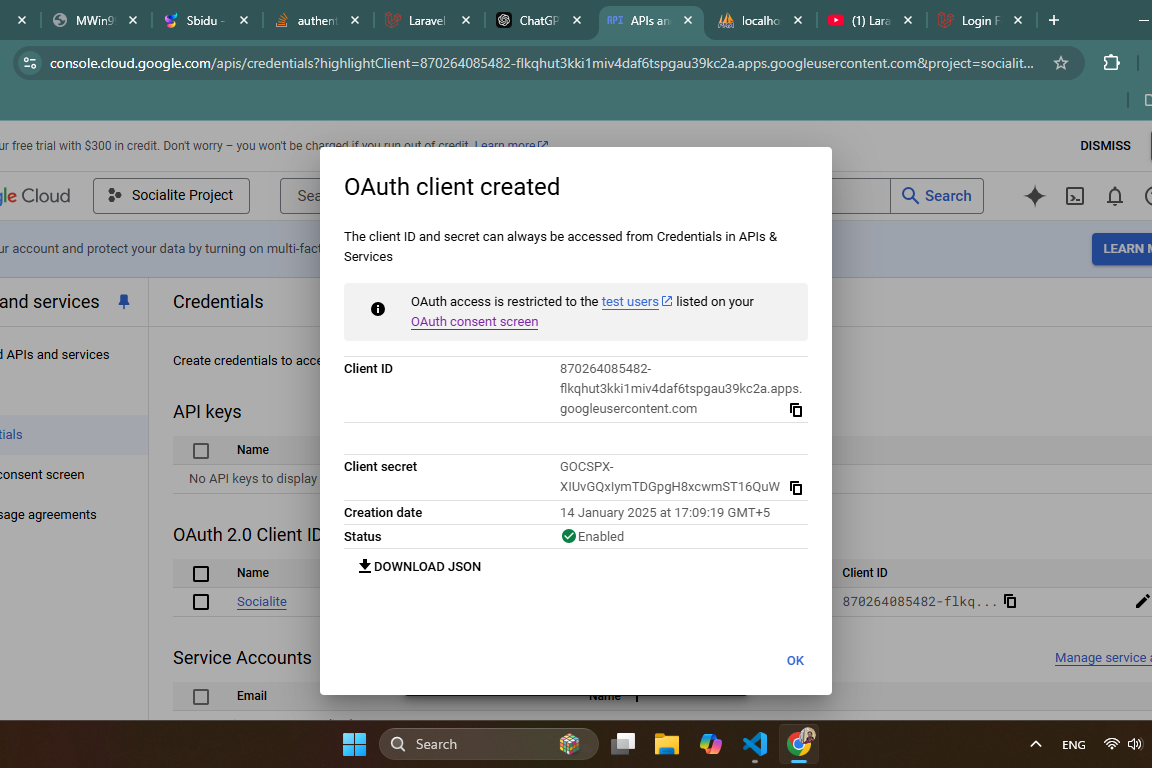 MWin9
Sbidu -
authent
Laravel
ChatGP
API APIs an
localho
(1) Lara
Login F
console.cloud.google.com/apis/credentials?highlightClient=870264085482-flkqhut3kki1miv4daf6tspgau39kc2a.apps.googleusercontent.com&project=socialit...
ur free trial with $300 in credit. Don't worry – you won't be charged if you run out of credit. Learn more
DISMISS
gle Cloud
Socialite Project
Sea
Search
ur account and protect your data by turning on multi-fact
LEARN M
and services
Credentials
d APIs and services
Create credentials to acce
tials
API keys
Name
consent screen
No API keys to display
sage agreements
OAuth 2.0 Client ID
Name
Client ID
Socialite
870264085482-flkq...
Service Accounts
Manage service a
Email
Name
OAuth client created
The client ID and secret can always be accessed from Credentials in APIs &
Services
OAuth access is restricted to the test users listed on your
OAuth consent screen
Client ID
870264085482-
flkqhut3kki1miv4daf6tspgau39kc2a.apps.
googleusercontent.com
Client secret
GOCSPX-
XIUvGQxIymTDGpgH8xcwmST16QuW
Creation date
14 January 2025 at 17:09:19 GMT+5
Status
Enabled
DOWNLOAD JSON
OK
Search
ENG